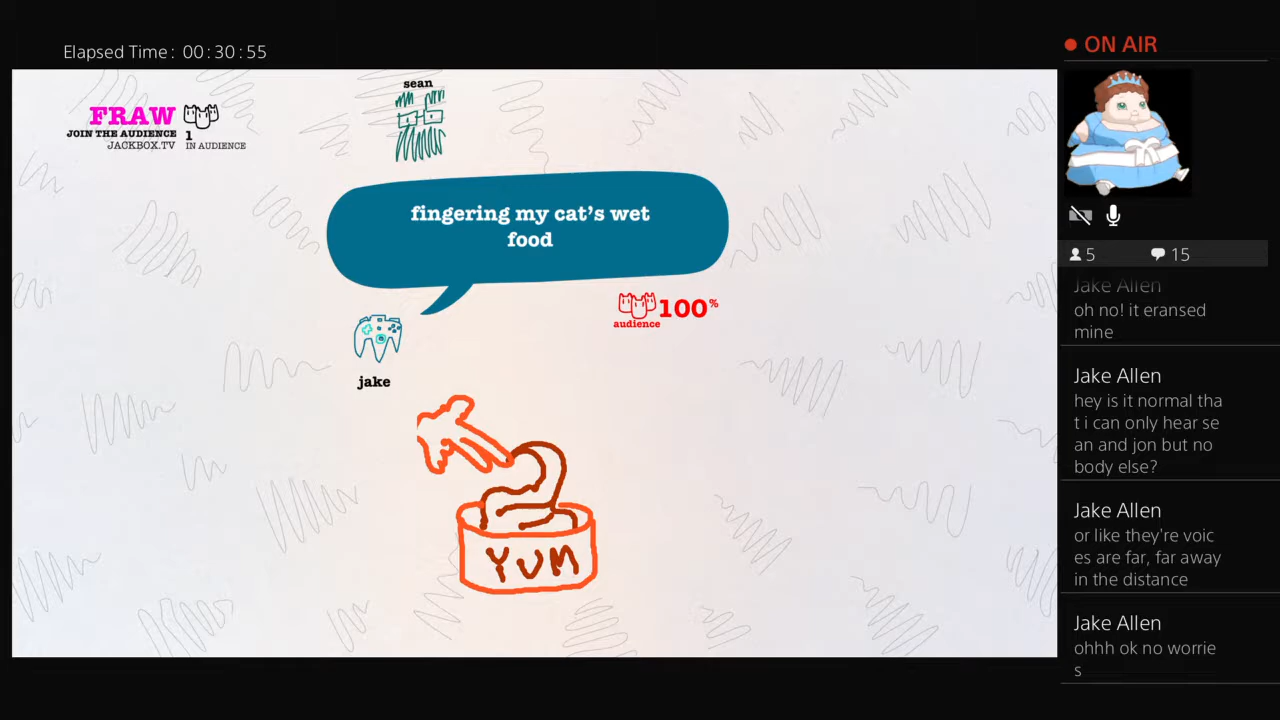 Elapsed Time: 00:30:55
ON AIR
FRAW
JOIN THE AUDIENCE
JACKBOX.TV
1
IN AUDIENCE
sean
fingering my cat's wet
food
audience 100%
jake
YUM
5
15
Jake Allen
oh no! it eransed
mine
Jake Allen
hey is it normal tha
t i can only hear se
an and jon but no
body else?
Jake Allen
or like they're voic
es are far, far away
in the distance
Jake Allen
ohhh ok no worrie
s